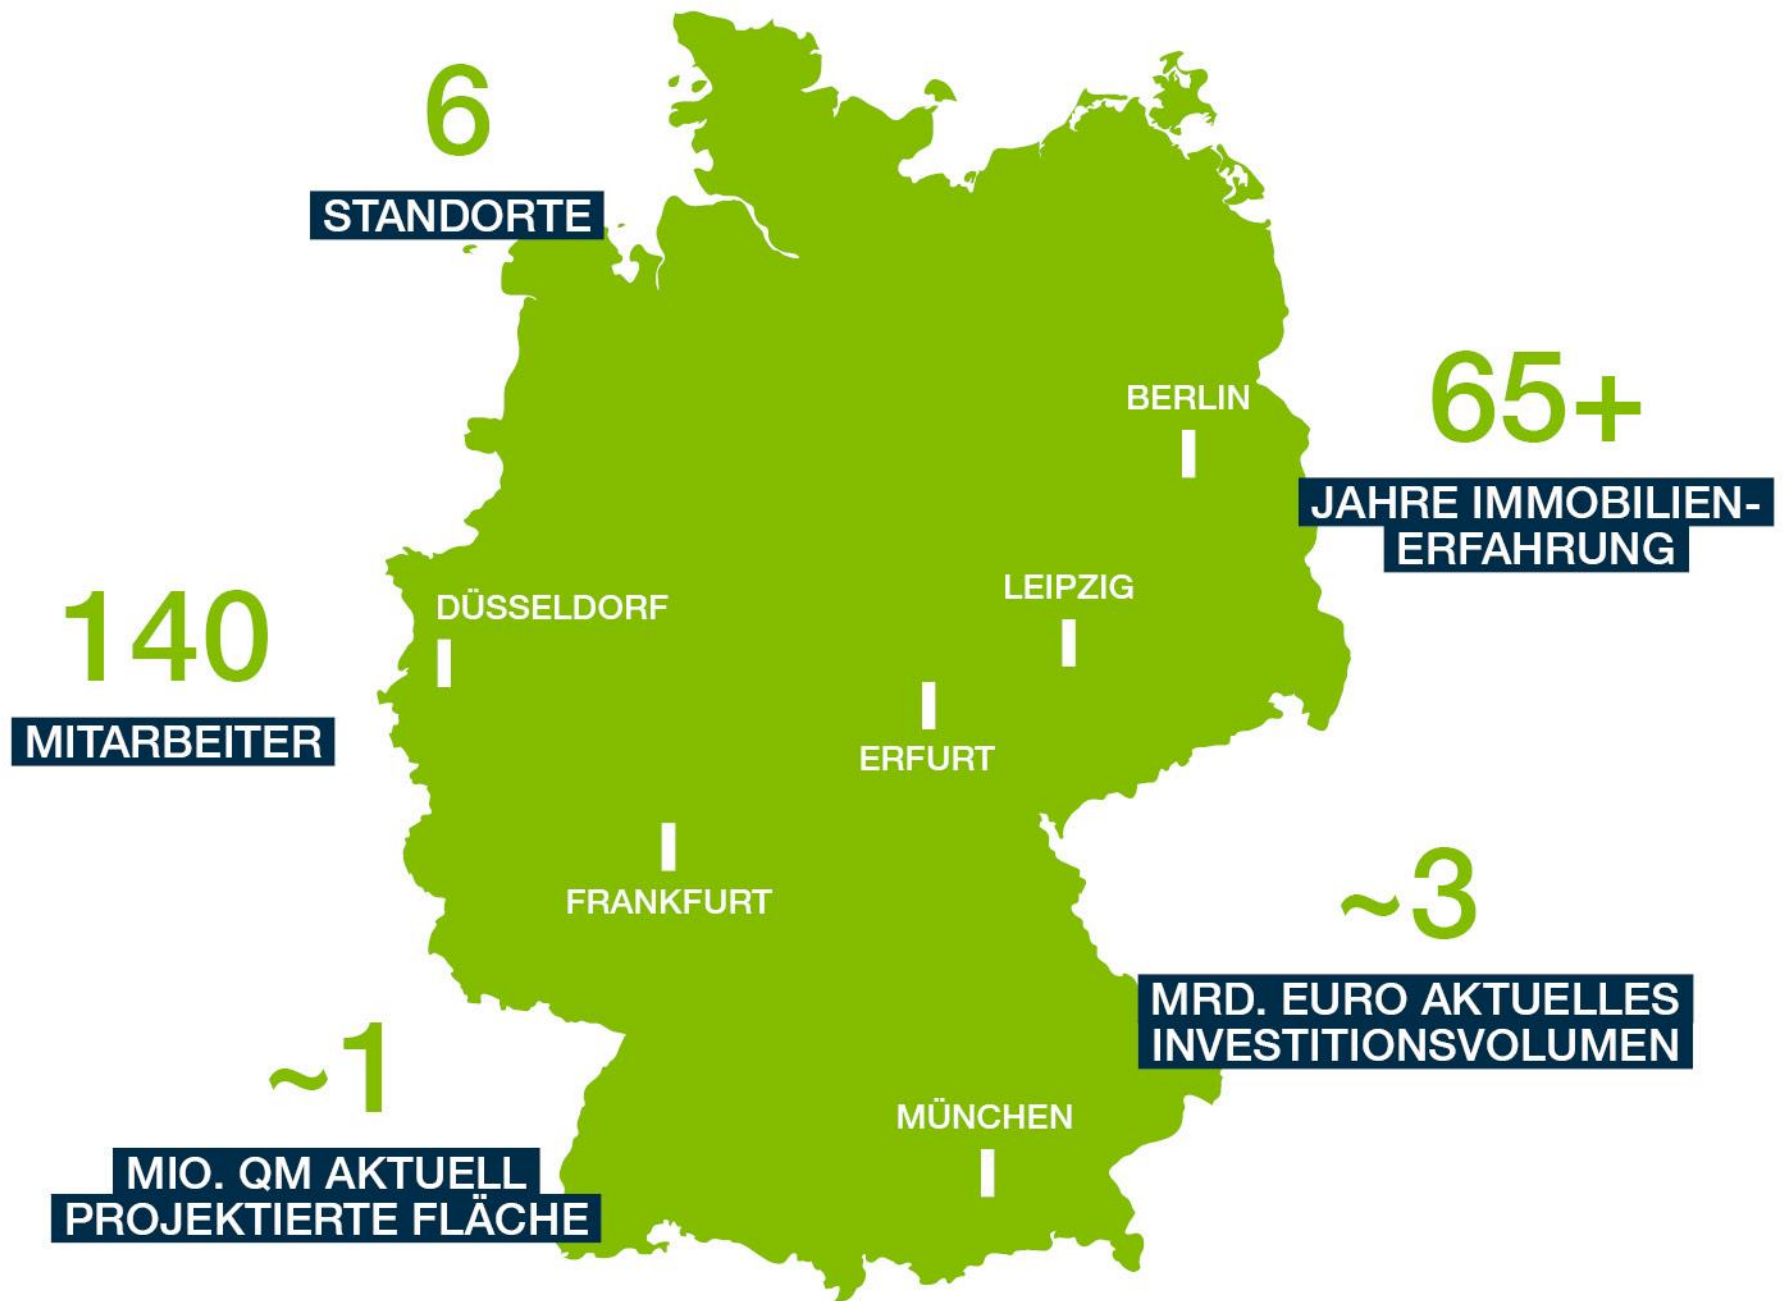 6
STANDORTE
BERLIN
65+
JAHRE IMMOBILIEN-
ERFAHRUNG
LEIPZIG
DÜSSELDORF
140
MITARBEITER
ERFURT
FRANKFURT
~3
MRD. EURO AKTUELLES
INVESTITIONSVOLUMEN
~1
MIO. QM AKTUELL
PROJEKTIERTE FLÄCHE
MÜNCHEN